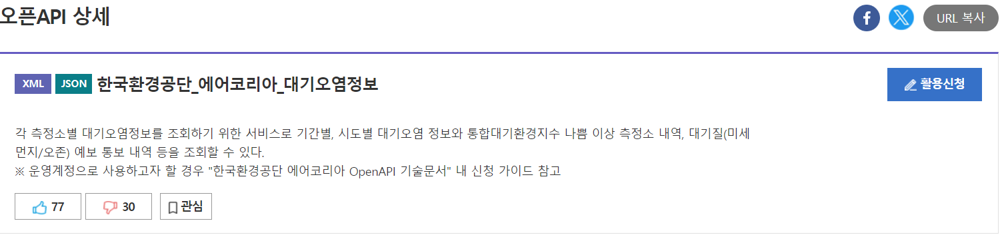 오픈API 상세
URL 복사
XML JSON 한국환경공단_에어코리아_대기오염정보
활용신청
각 측정소별 대기오염정보를 조회하기 위한 서비스로 기간별, 시도별 대기오염 정보와 통합대기환경지수 나쁨 이상 측정소 내역, 대기질(미세
먼지/오존) 예보 통보 내역 등을 조회할 수 있다.
※ 운영계정으로 사용하고자 할 경우 "한국환경공단 에어코리아 OpenAPI 기술문서" 내 신청 가이드 참고
77 30 관심